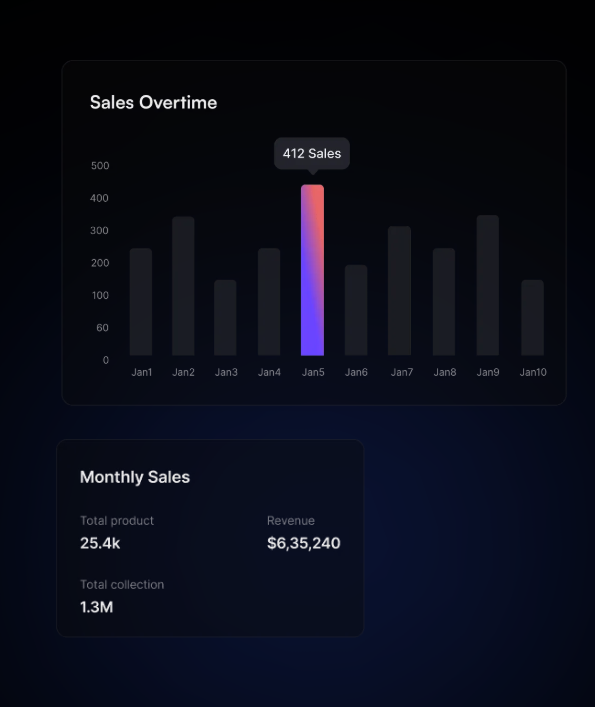 Sales Overtime
412 Sales
500
400
300
200
100
60
0
Jan1 Jan2 Jan3 Jan4 Jan5 Jan6 Jan7 Jan8 Jan9 Jan10
Monthly Sales
Total product Revenue
25.4k $6,35,240
Total collection
1.3M